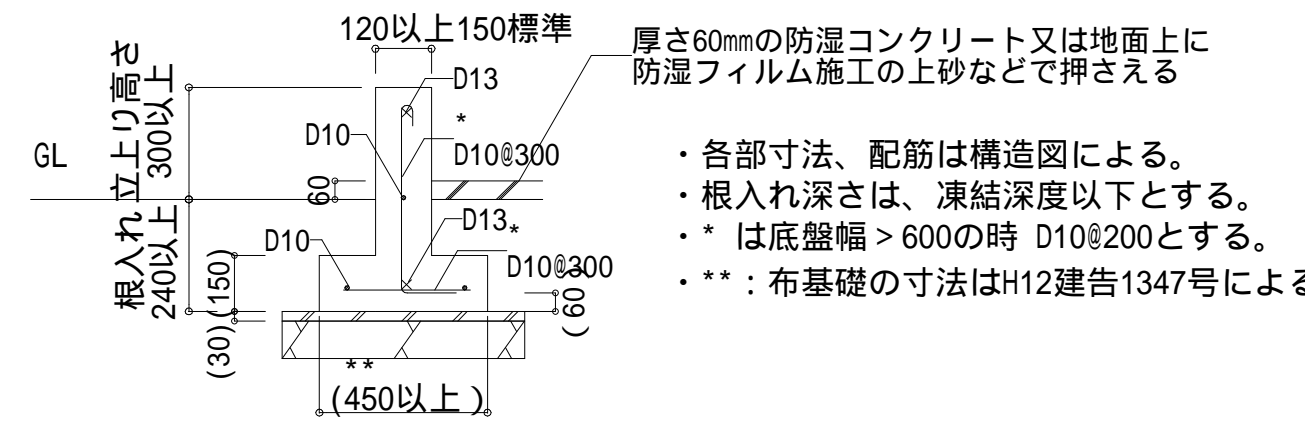 120以上150標準
厚さ60mmの防湿コンクリート又は地面上に
防湿フィルム施工の上砂などで押さえる
立上り高さ
300以上
GL
根入れ
240以上
D13
*
D10
D10@300
60
D13
*
D10
D10@300
(150)
(30)
(60)
**
(450以上)
・各部寸法、配筋は構造図による。
・根入れ深さは、凍結深度以下とする。
・* は底盤幅＞600の時 D10@200とする。
・**：布基礎の寸法はH12建告1347号による